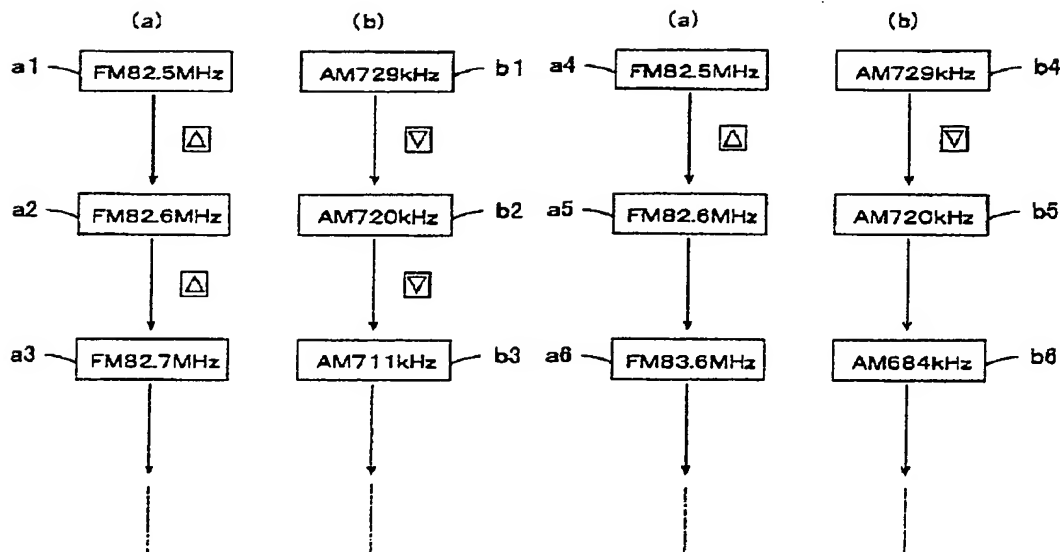 (a) (b) (a) (b)
a1 FM82.5MHz AM729kHz b1 a4 FM82.5MHz AM729kHz b4
a2 FM82.6MHz AM720kHz b2 a5 FM82.6MHz AM720kHz b5
a3 FM82.7MHz AM711kHz b3 a6 FM83.6MHz AM684kHz b6